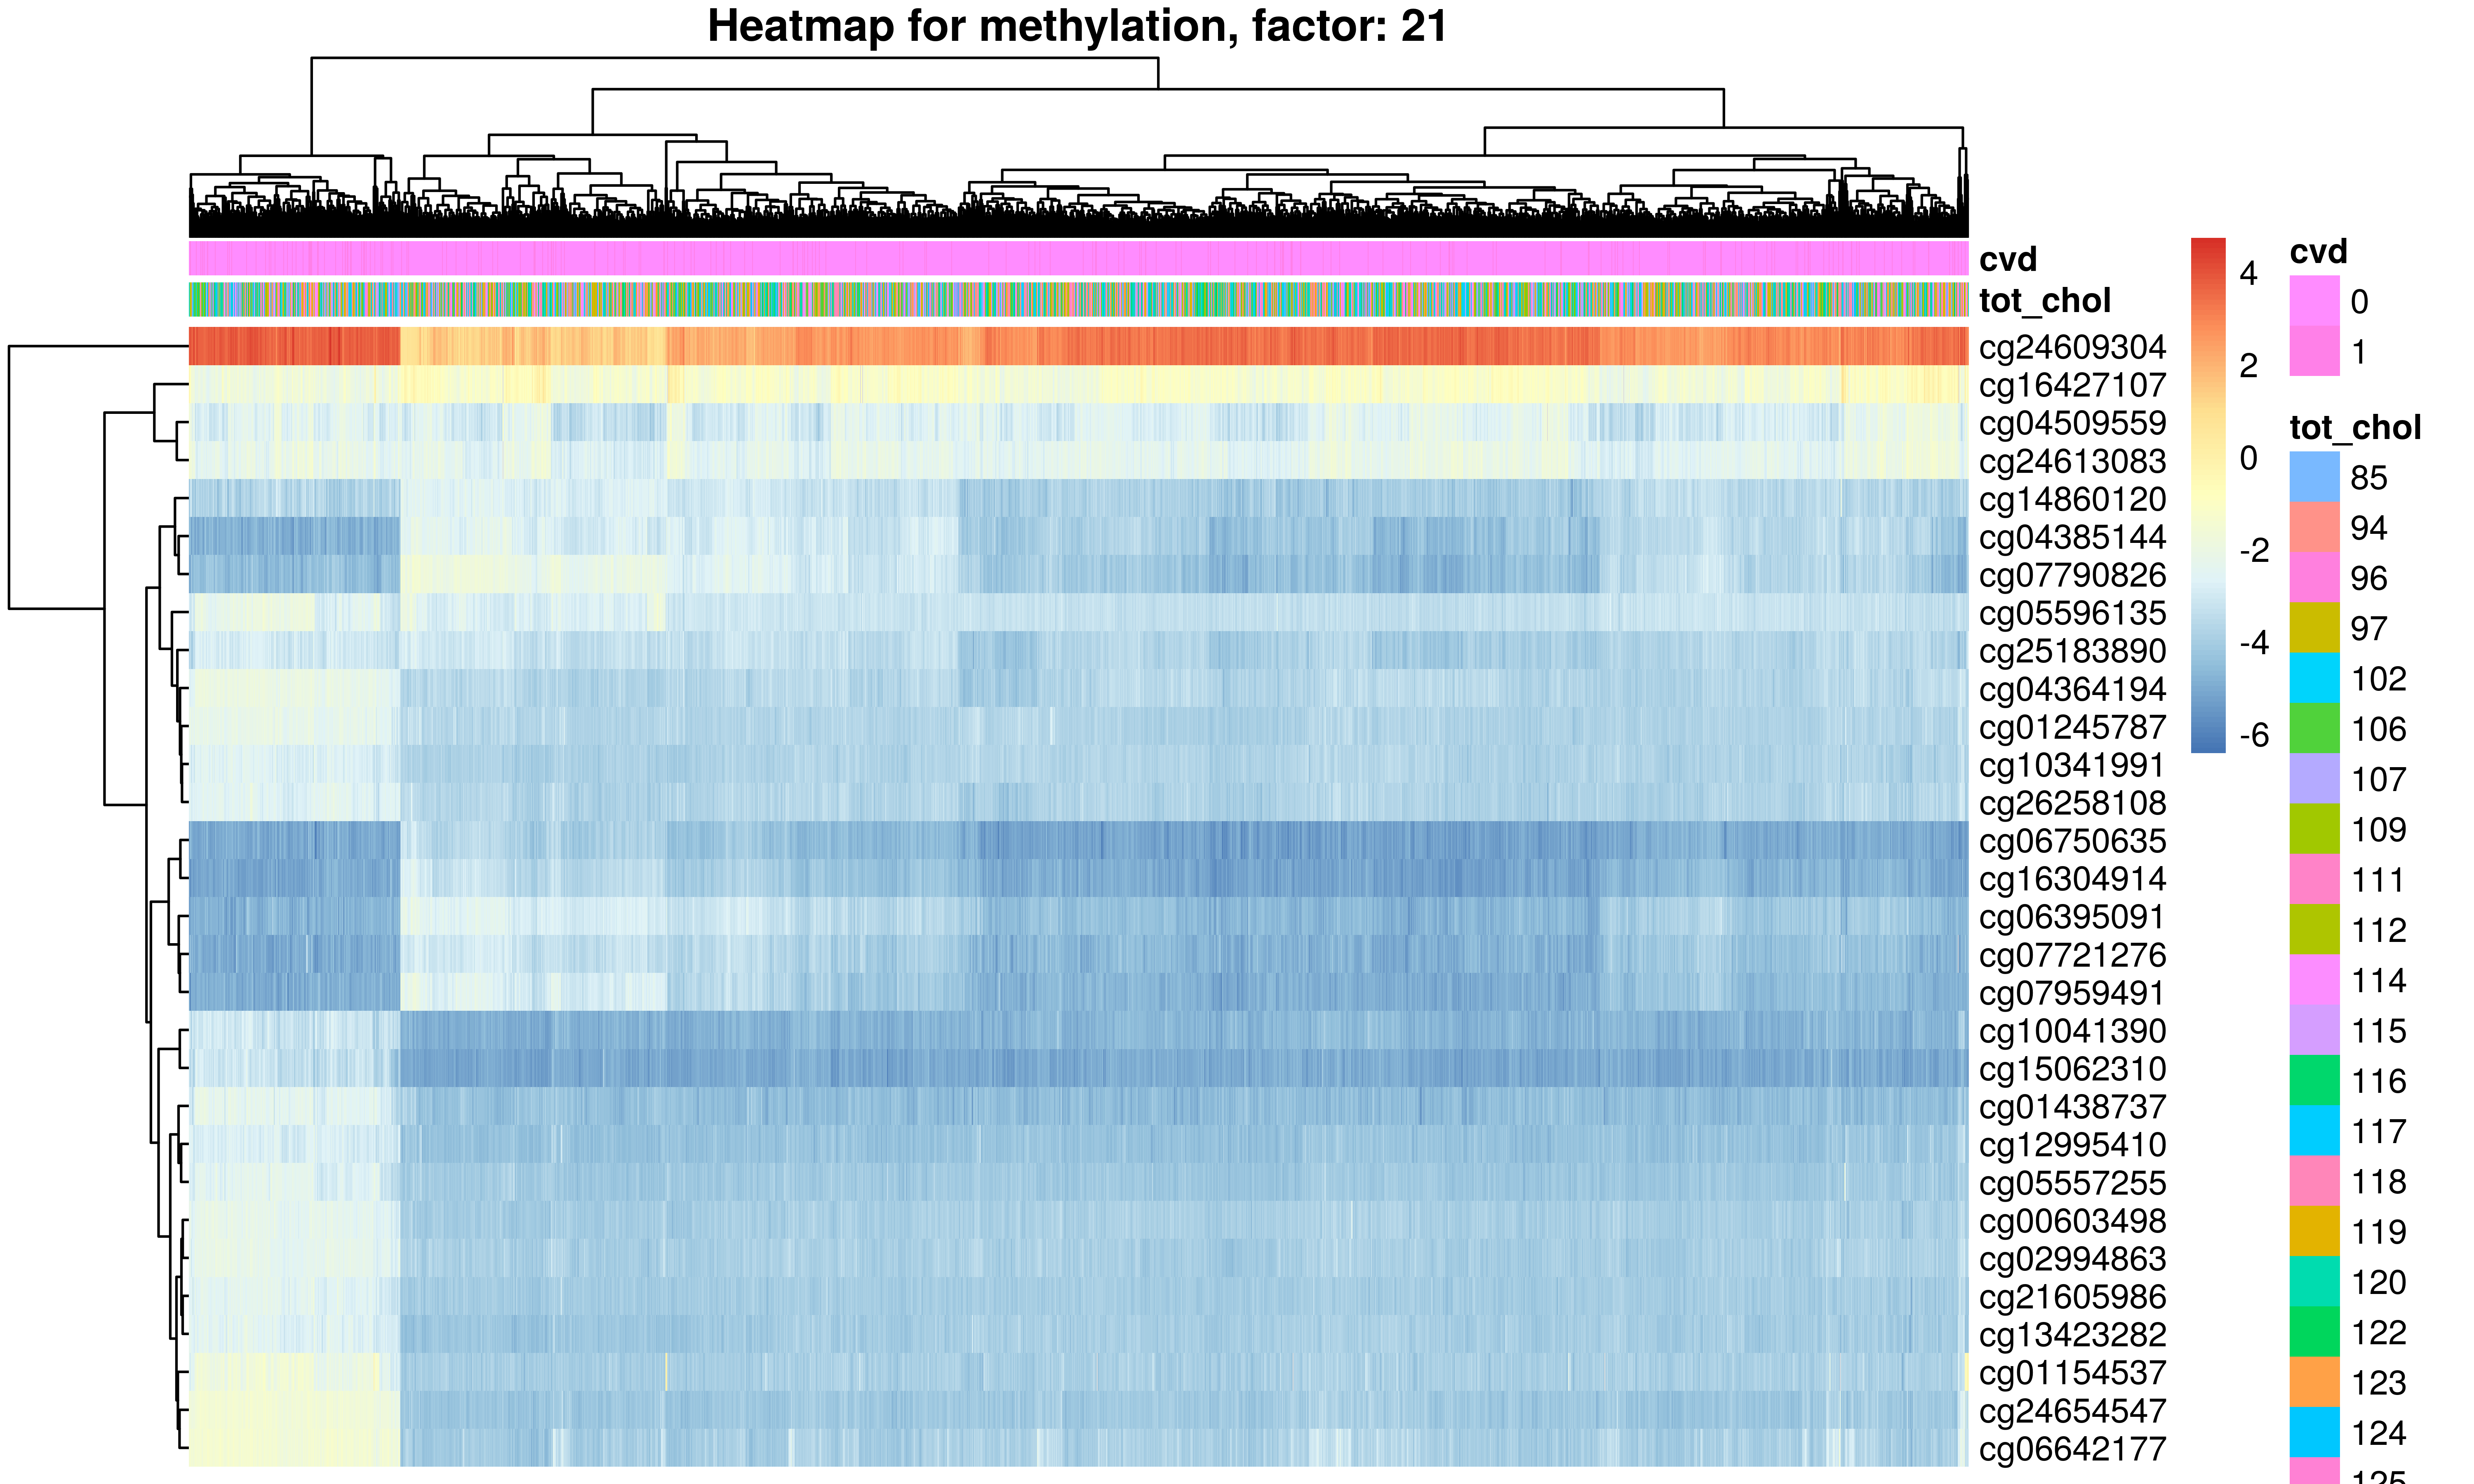 Heatmap for methylation, factor: 21
cvd
tot_chol
cg24609304
cg16427107
cg04509559
cg24613083
cg14860120
cg04385144
cg07790826
cg05596135
cg25183890
cg04364194
cg01245787
cg10341991
cg26258108
cg06750635
cg16304914
cg06395091
cg07721276
cg07959491
cg10041390
cg15062310
cg01438737
cg12995410
cg05557255
cg00603498
cg02994863
cg21605986
cg13423282
cg01154537
cg24654547
cg06642177
4
2
0
-2
-4
-6
cvd
0
1
tot_chol
85
94
96
97
102
106
107
109
111
112
114
115
116
117
118
119
120
122
123
124
125